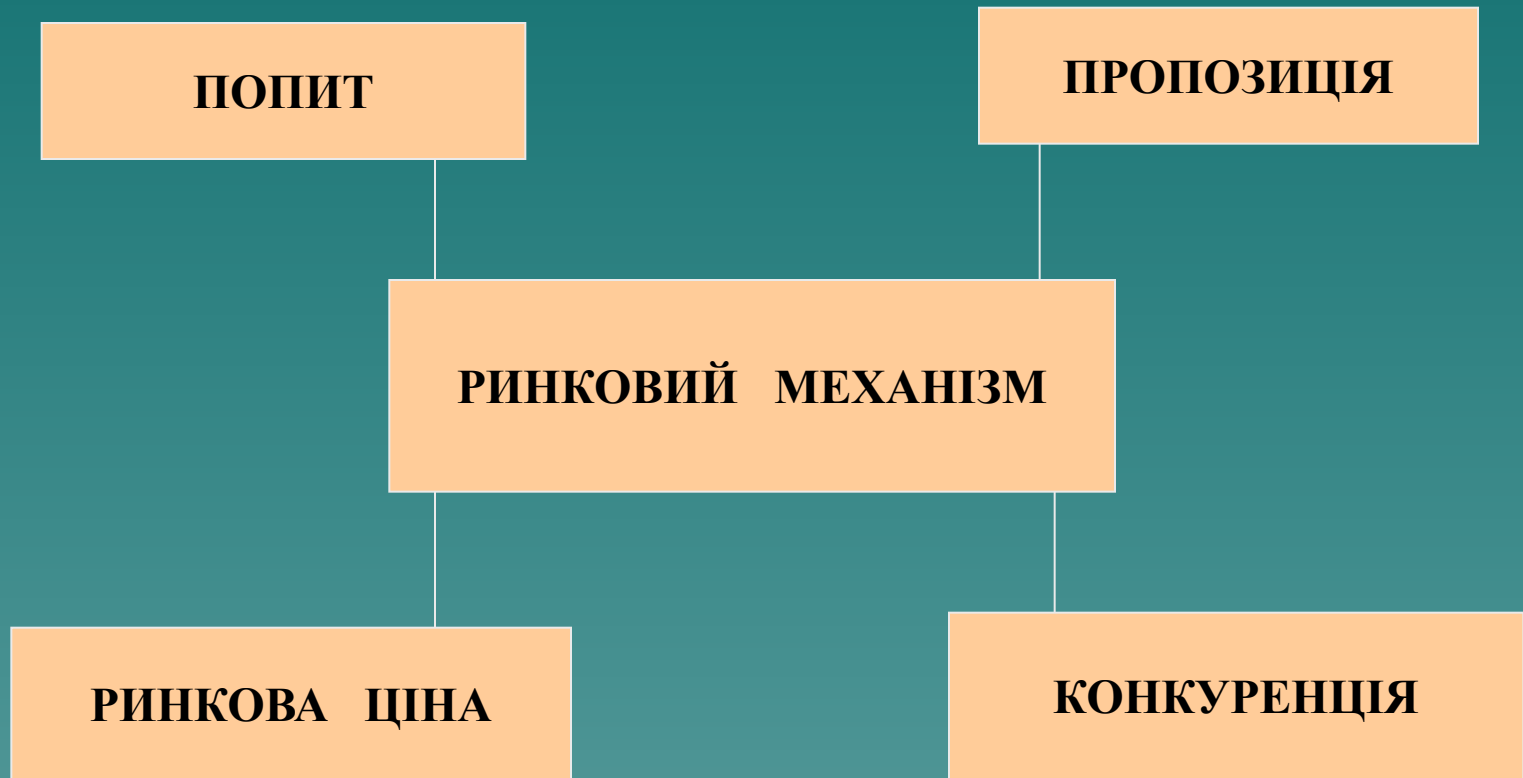 ПОПИТ
ПРОПОЗИЦІЯ
РИНКОВИЙ МЕХАНІЗМ
РИНКОВА ЦІНА
КОНКУРЕНЦІЯ